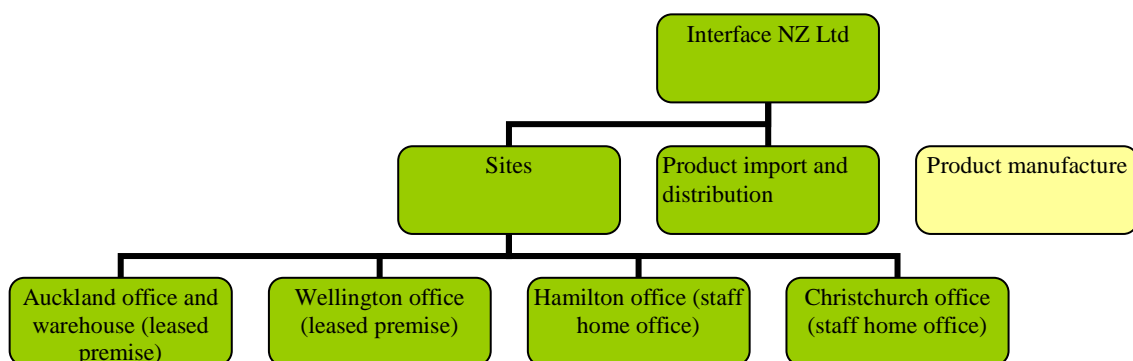 Interface NZ Ltd
Sites
Product import and
distribution
Product manufacture
Auckland office and
warehouse (leased
premise)
Wellington office
(leased premise)
Hamilton office (staff
home office)
Christchurch office
(staff home office)